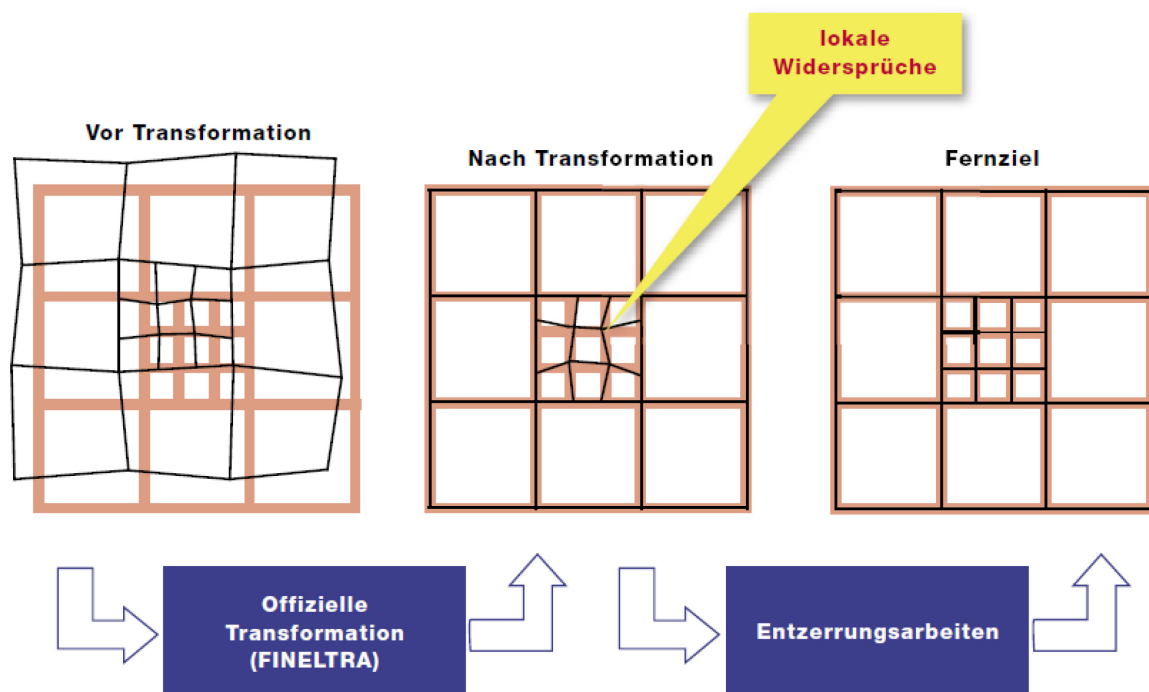 lokale
Widersprüche
Vor Transformation
Nach Transformation
Fernziel
Offizielle
Transformation
(FINELTRA)
Entzerrungsarbeiten